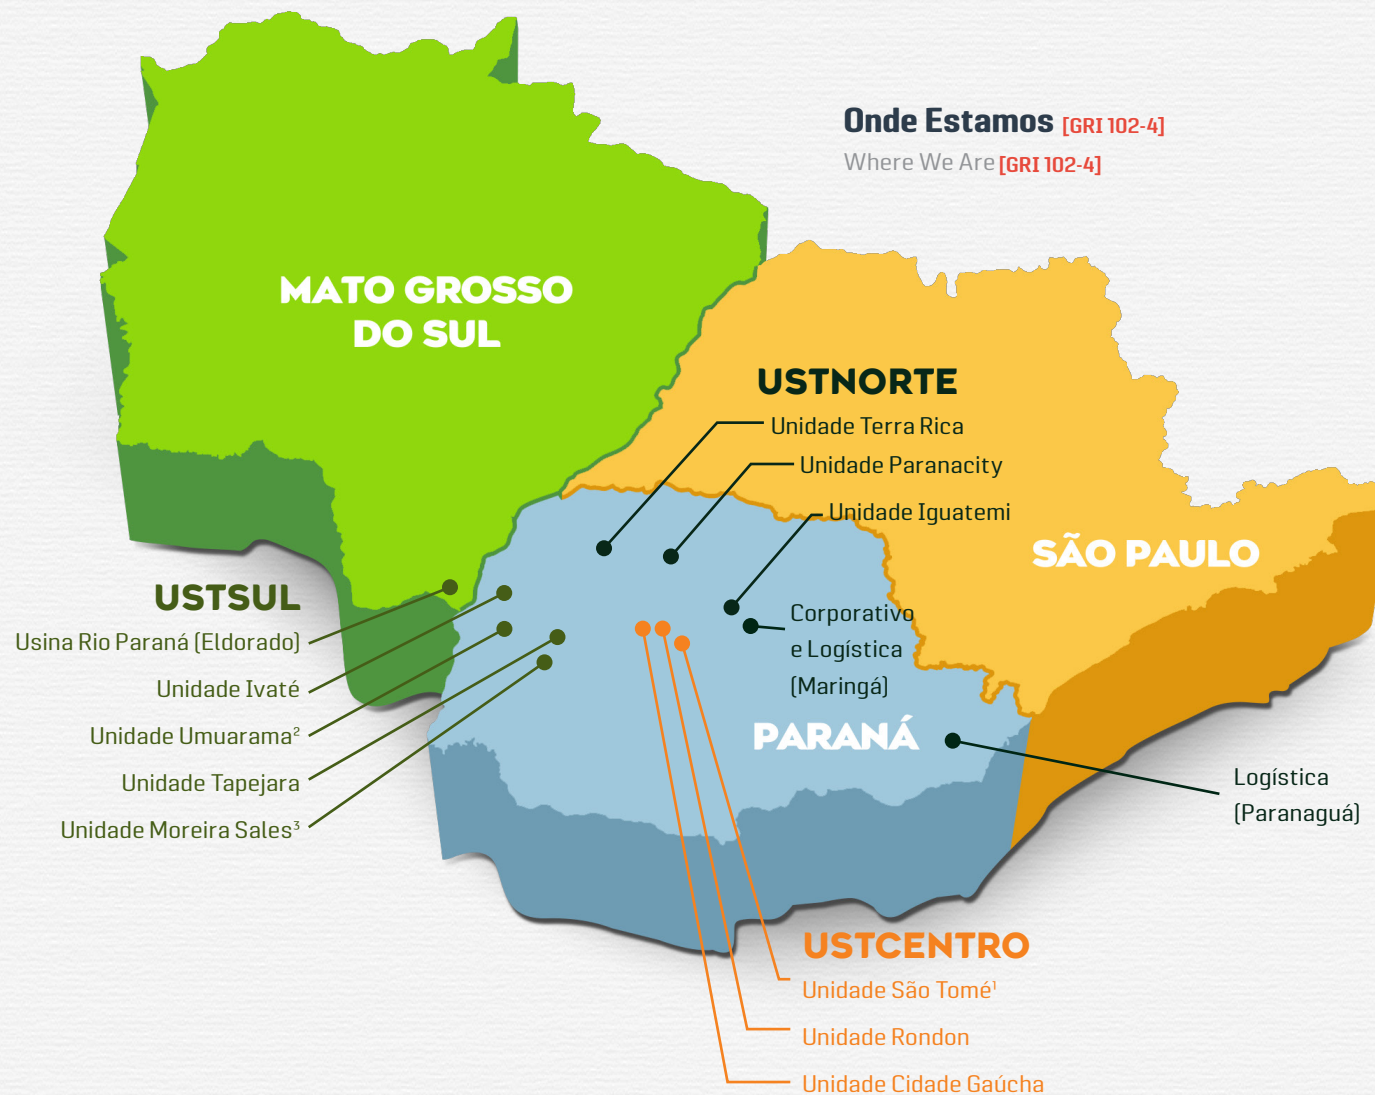 Onde Estamos [GRI 102-4]
Where We Are [GRI 102-4]
MATO GROSSO
DO SUL
USTNORTE
Unidade Terra Rica
Unidade Paranacity
Unidade Iguatemi
SÃO PAULO
USTSUL
Usina Rio Paraná (Eldorado)
Unidade Ivaté
Unidade Umuarama²
Unidade Tapejara
Unidade Moreira Sales³
Corporativo
e Logística
(Maringá)
PARANÁ
Logística
(Paranaguá)
USTCENTRO
Unidade São Tomé¹
Unidade Rondon
Unidade Cidade Gaúcha